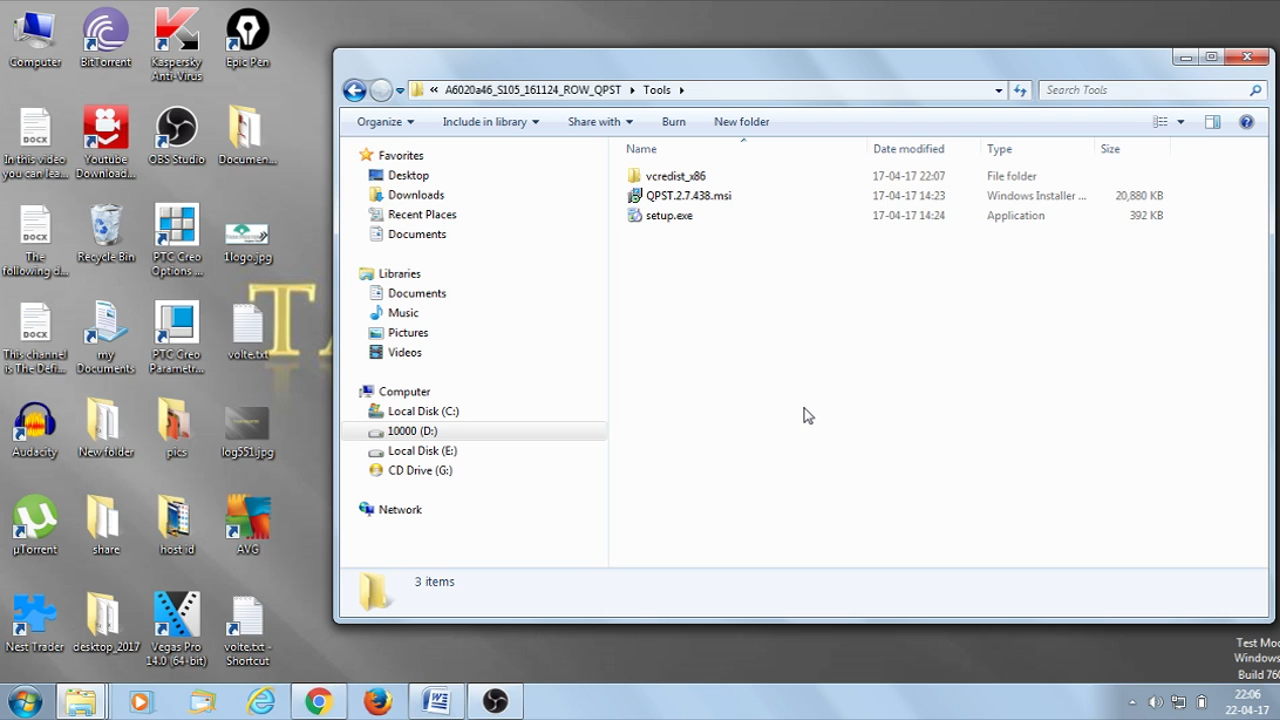 Computer
BitTorrent
Kaspersky
Anti-Virus
Epic Pen
In this video
you can lea...
Youtube
Download...
OBS Studio
Documen...
The
following d...
Recycle Bin
PTC Creo
Options ...
1logo.jpg
This channel
is The Defi...
my
Documents
PTC Creo
Parametr...
volte.txt
Audacity
New folder
pics
log551.jpg
µTorrent
share
host id
AVG
Nest Trader
desktop_2017
Vegas Pro
14.0 (64-bit)
volte.txt -
Shortcut
DOCX
DOCX
DOCX
T
« A6020a46_S105_161124_ROW_QPST Tools
Search Tools
Organize Include in library Share with Burn New folder
Favorites
Desktop
Downloads
Recent Places
Documents
Libraries
Documents
Music
Pictures
Videos
Computer
Local Disk (C:)
10000 (D:)
Local Disk (E:)
CD Drive (G:)
Network
Name Date modified Type Size
vcredist_x86 17-04-17 22:07 File folder
QPST.2.7.438.msi 17-04-17 14:23 Windows Installer ... 20,880 KB
setup.exe 17-04-17 14:24 Application 392 KB
3 items
Test Mo
Windows
Build 760
22:06
22-04-17